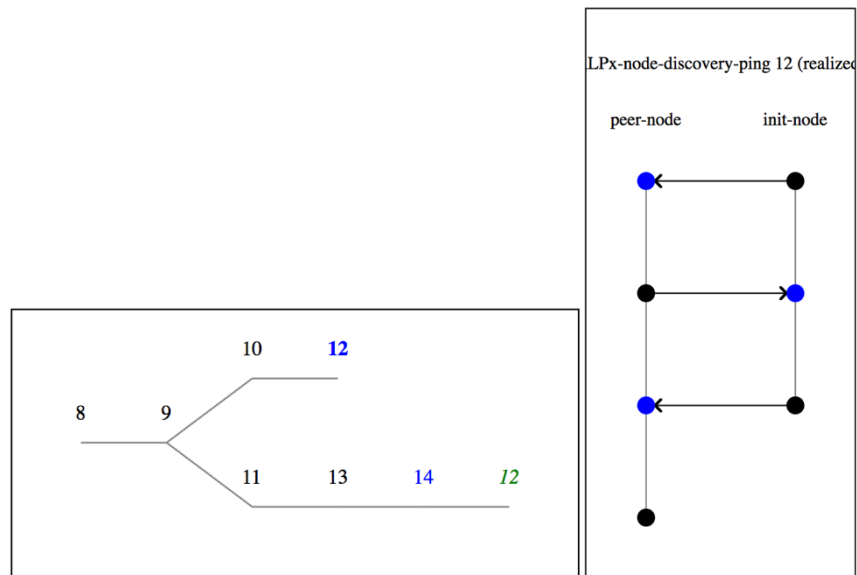 LPx-node-discovery-ping 12 (realized
peer-node init-node
10 12
8 9
11 13 14 12